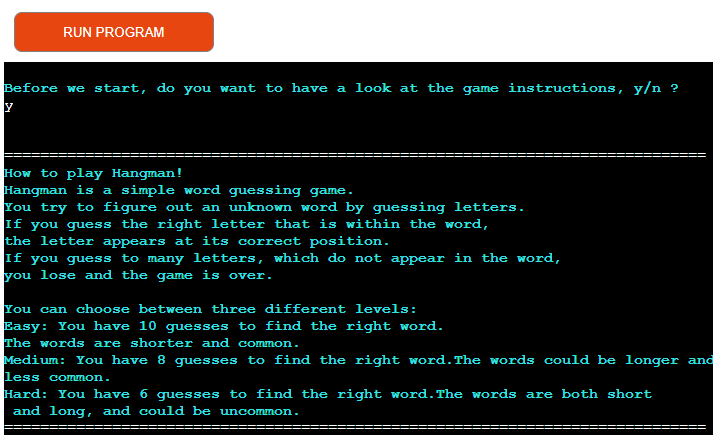 RUN PROGRAM
Before we start, do you want to have a look at the game instructions, y/n ?
y
==============================================================================
How to play Hangman!
Hangman is a simple word guessing game.
You try to figure out an unknown word by guessing letters.
If you guess the right letter that is within the word,
the letter appears at its correct position.
If you guess to many letters, which do not appear in the word,
you lose and the game is over.
You can choose between three different levels:
Easy: You have 10 guesses to find the right word.
The words are shorter and common.
Medium: You have 8 guesses to find the right word.The words could be longer and
less common.
Hard: You have 6 guesses to find the right word.The words are both short
and long, and could be uncommon.
==============================================================================